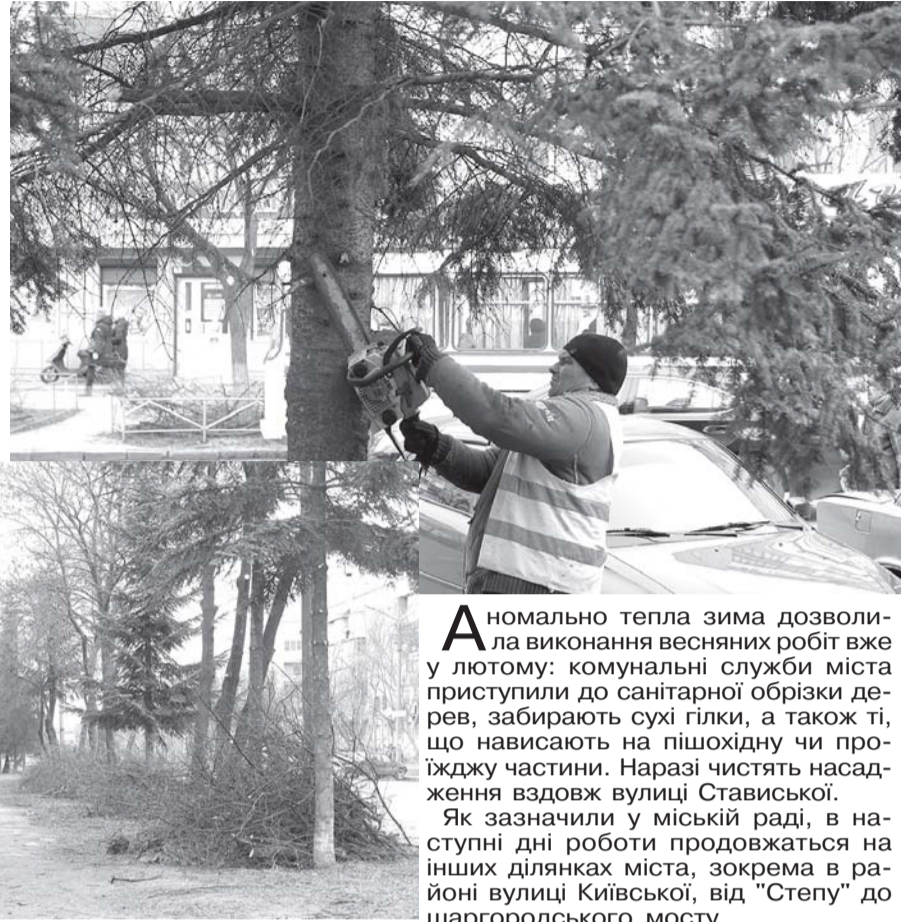 Аномально тепла зима дозволи-
ла виконання весняних робіт вже
у лютому: комунальні служби міста
приступили до санітарної обрізки де-
рев, забирають сухі гілки, а також ті,
що нависають на пішохідну чи про-
їжджу частини. Наразі чистять насад-
ження вздовж вулиці Стависької.
Як зазначили у міській раді, в на-
ступні дні роботи продовжаться на
інших ділянках міста, зокрема в ра-
йоні вулиці Київської, від "Степу" до
шаргородського мосту.